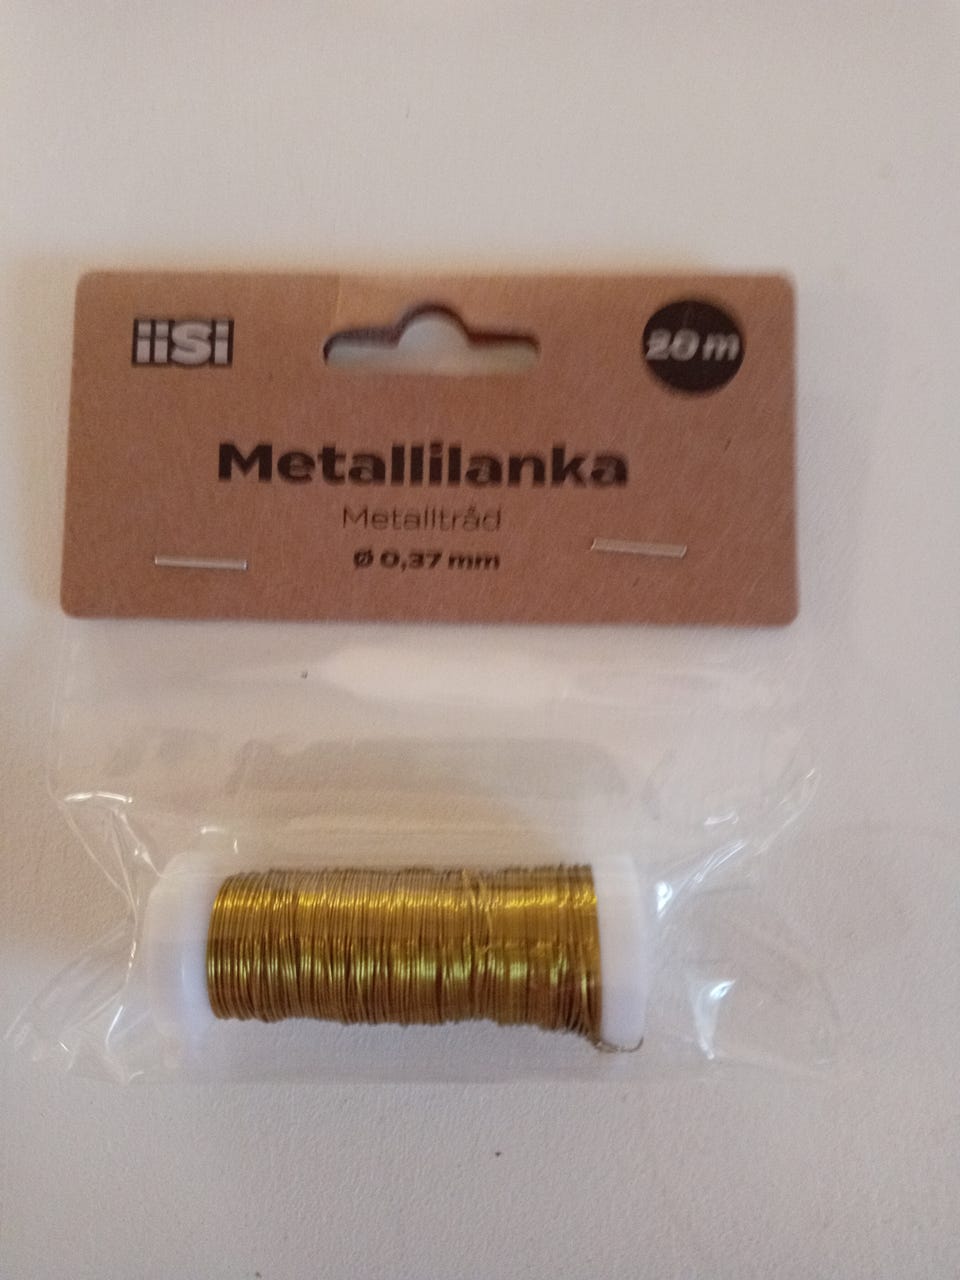 iiSi
20 m
Metallilanka
Metalltråd
Ø 0,37 mm